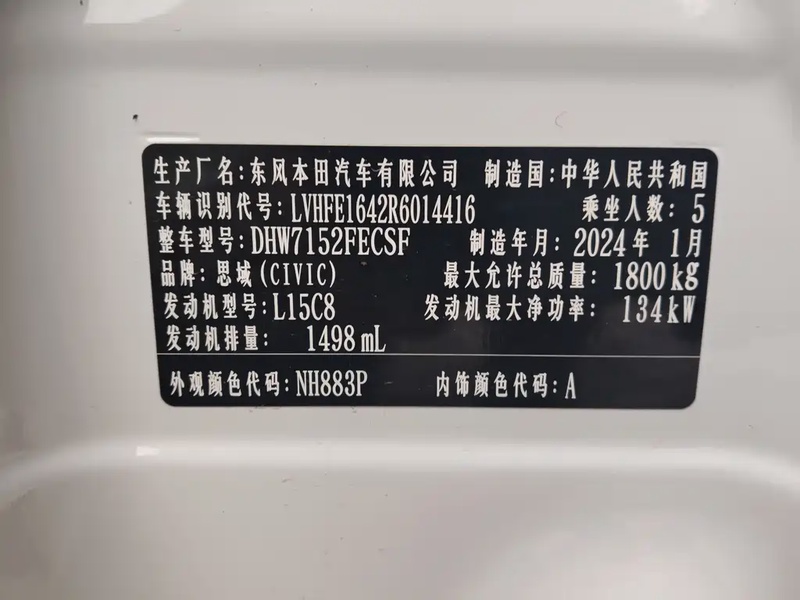 生产厂名:东风本田汽车有限公司 制造国:中华人民共和国
车辆识别代号: LVHFE1642R6014416 乘坐人数: 5
整车型号: DHW7152FECSF 制造年月: 2024年 1月
品牌: 思域(CIVIC) 最大允许总质量: 1800kg
发动机型号: L15C8 发动机最大净功率: 134kW
发动机排量: 1498mL
外观颜色代码: NH883P 内饰颜色代码: A